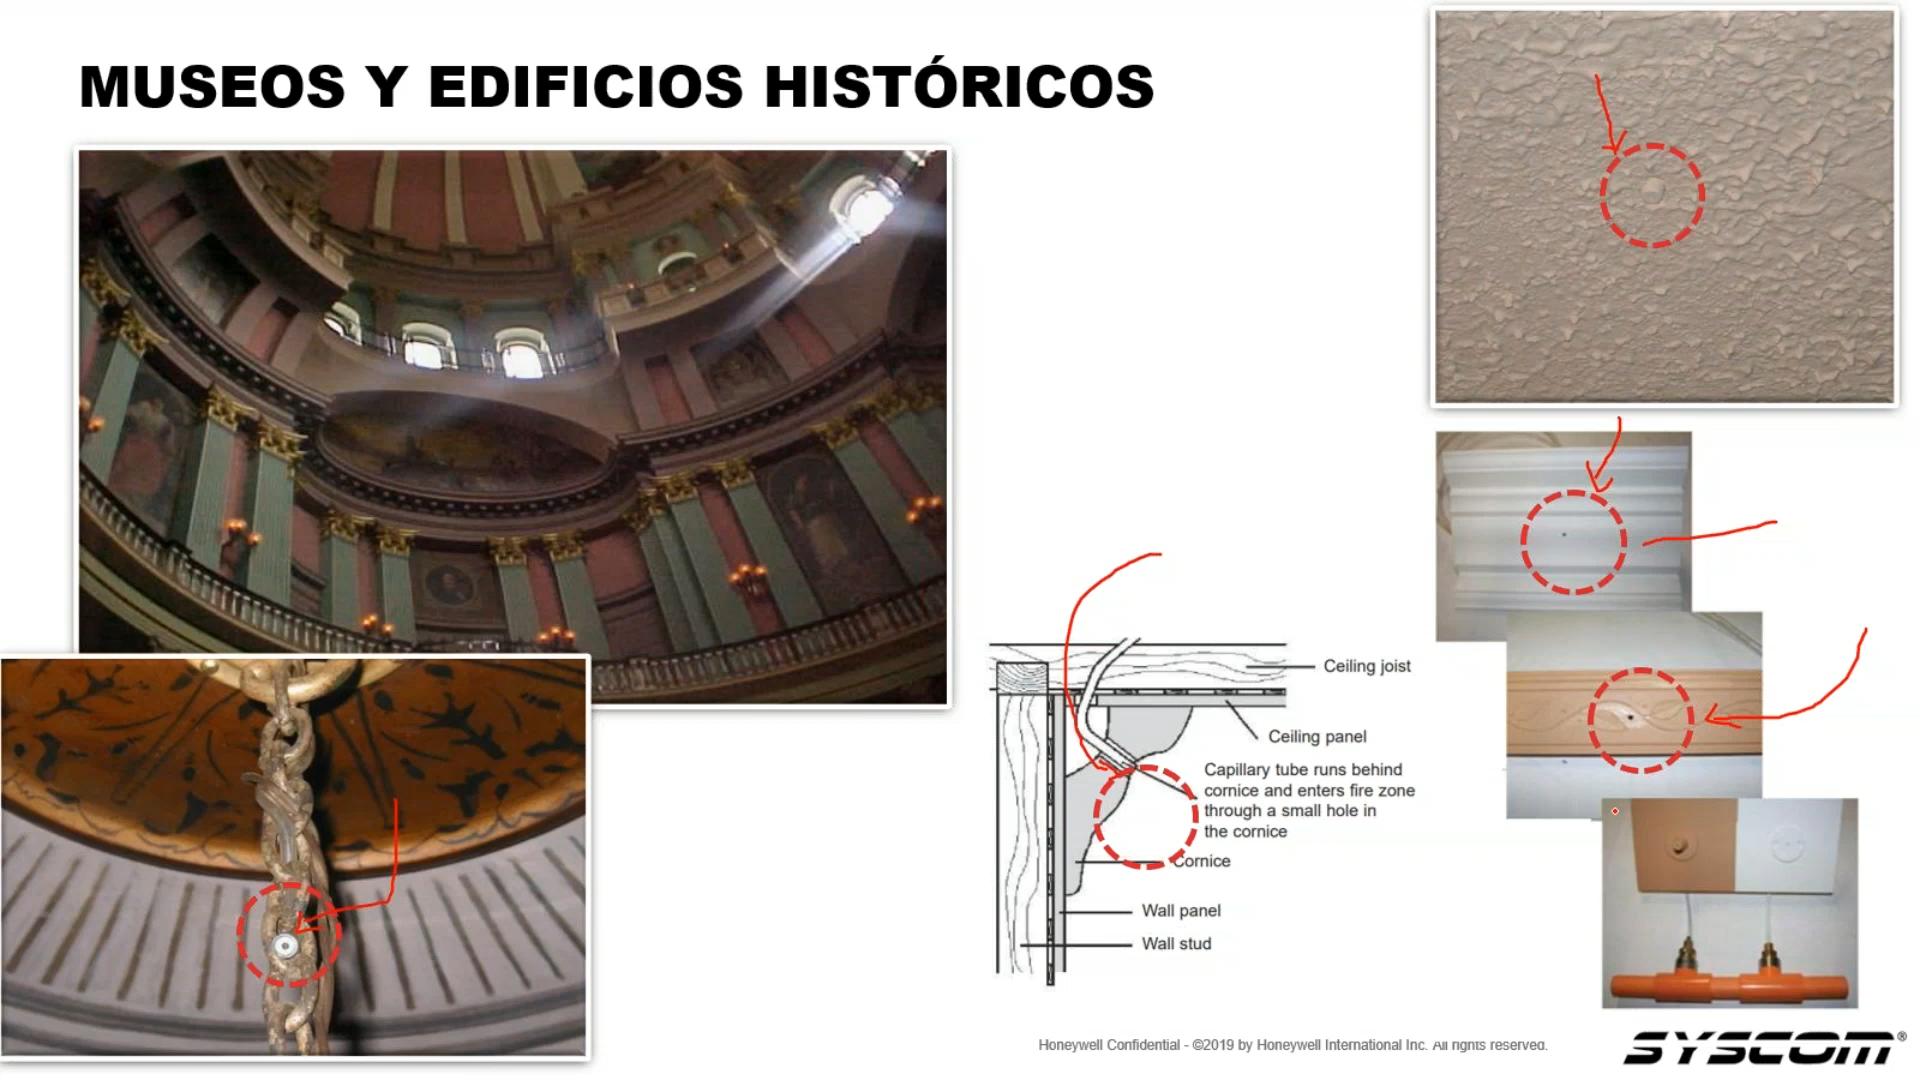 MUSEOS Y EDIFICIOS HISTÓRICOS
Ceiling joist
Ceiling panel
Capillary tube runs behind
cornice and enters fire zone
through a small hole in
the cornice
Cornice
Wall panel
Wall stud
Honeywell Confidential - ©2019 by Honeywell International Inc. All rights reserved.
SYSCOM®